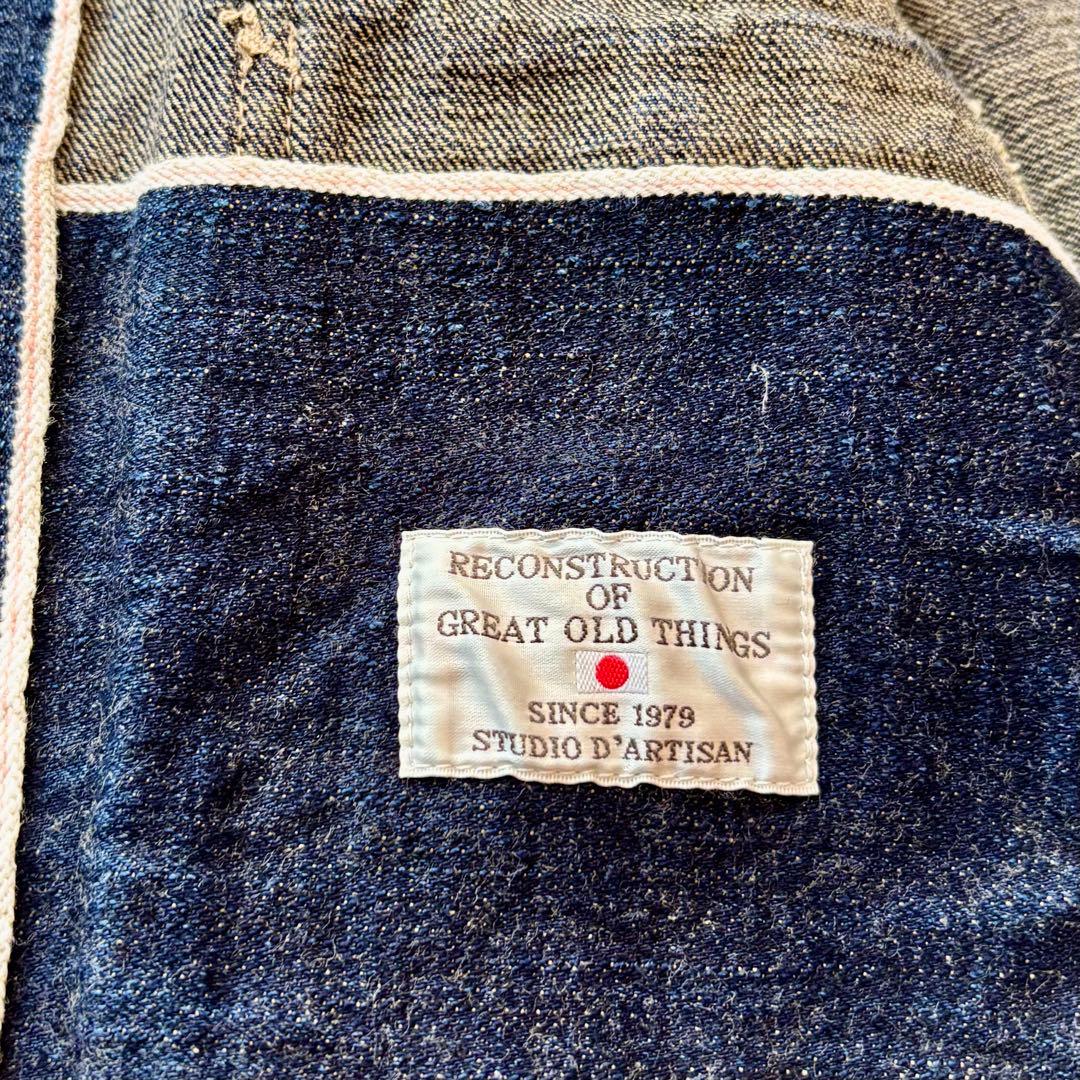 RECONSTRUCTION
OF
GREAT OLD THINGS
SINCE 1979
STUDIO D'ARTISAN